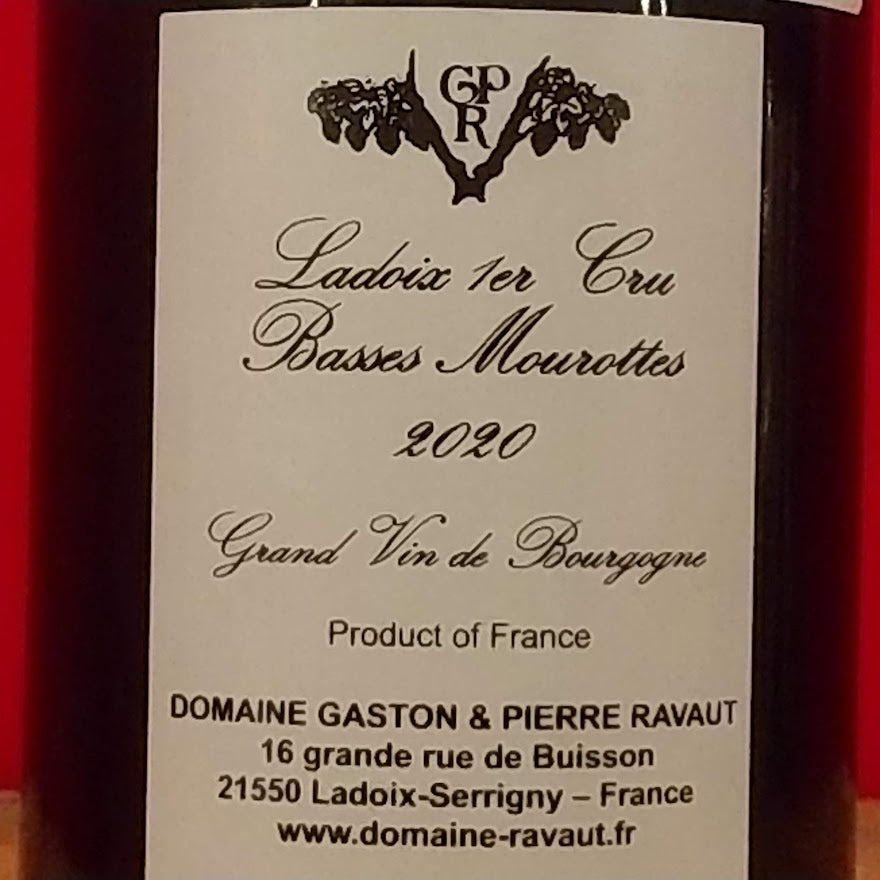 GP
R
Ladoix 1er Cru
Basses Mourottes
2020
Grand Vin de Bourgogne
Product of France
DOMAINE GASTON & PIERRE RAVAUT
16 grande rue de Buisson
21550 Ladoix-Serrigny – France
www.domaine-ravaut.fr